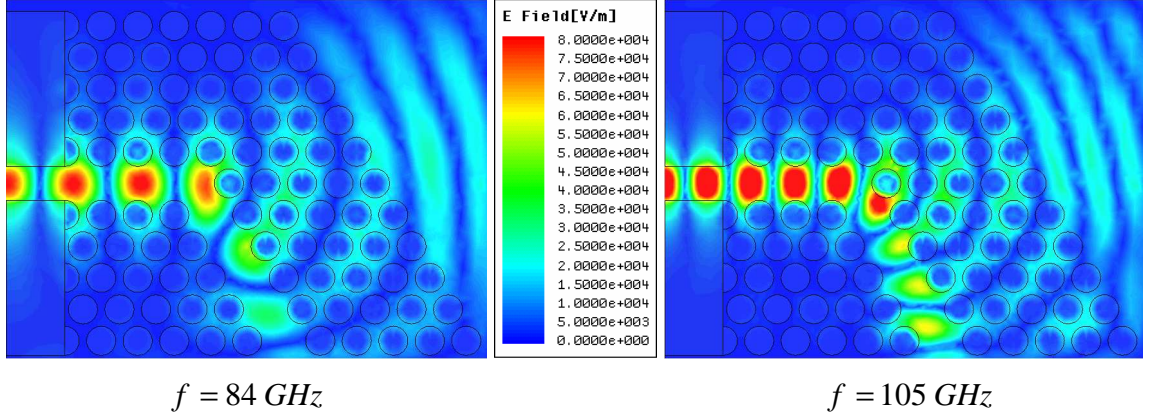 E Field[V/m]
8.0000e+004
7.5000e+004
7.0000e+004
6.5000e+004
6.0000e+004
5.5000e+004
5.0000e+004
4.5000e+004
4.0000e+004
3.5000e+004
3.0000e+004
2.5000e+004
2.0000e+004
1.5000e+004
1.0000e+004
5.0000e+003
0.0000e+000
f = 84 GHz
f = 105 GHz